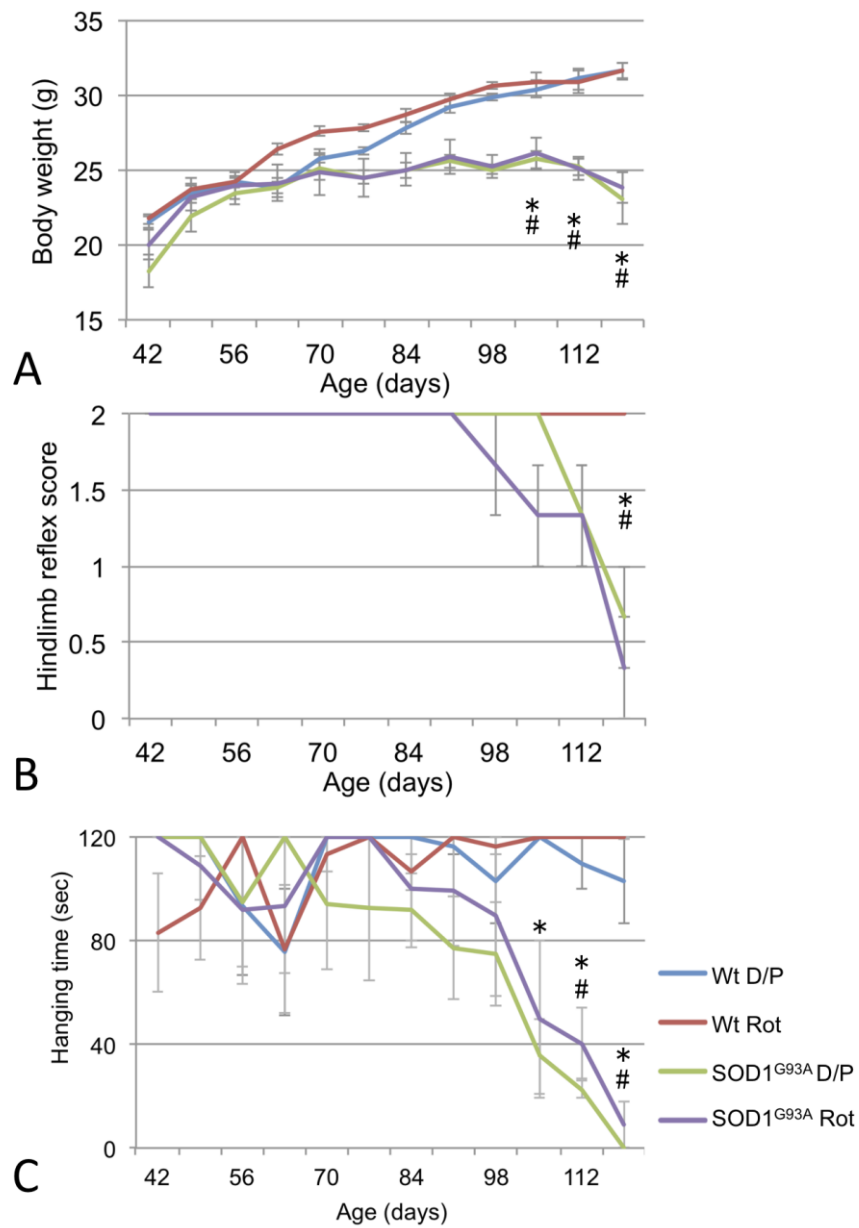 35
30
25
20
15
Body weight (g)
*
#
*
#
*
#
42 56 70 84 98 112
Age (days)
A
2
1.5
1
0.5
0
Hindlimb reflex score
*
#
42 56 70 84 98 112
Age (days)
B
120
80
40
0
Hanging time (sec)
*
*
#
*
#
42 56 70 84 98 112
Age (days)
C
Wt D/P
Wt Rot
SOD1G93A D/P
SOD1G93A Rot